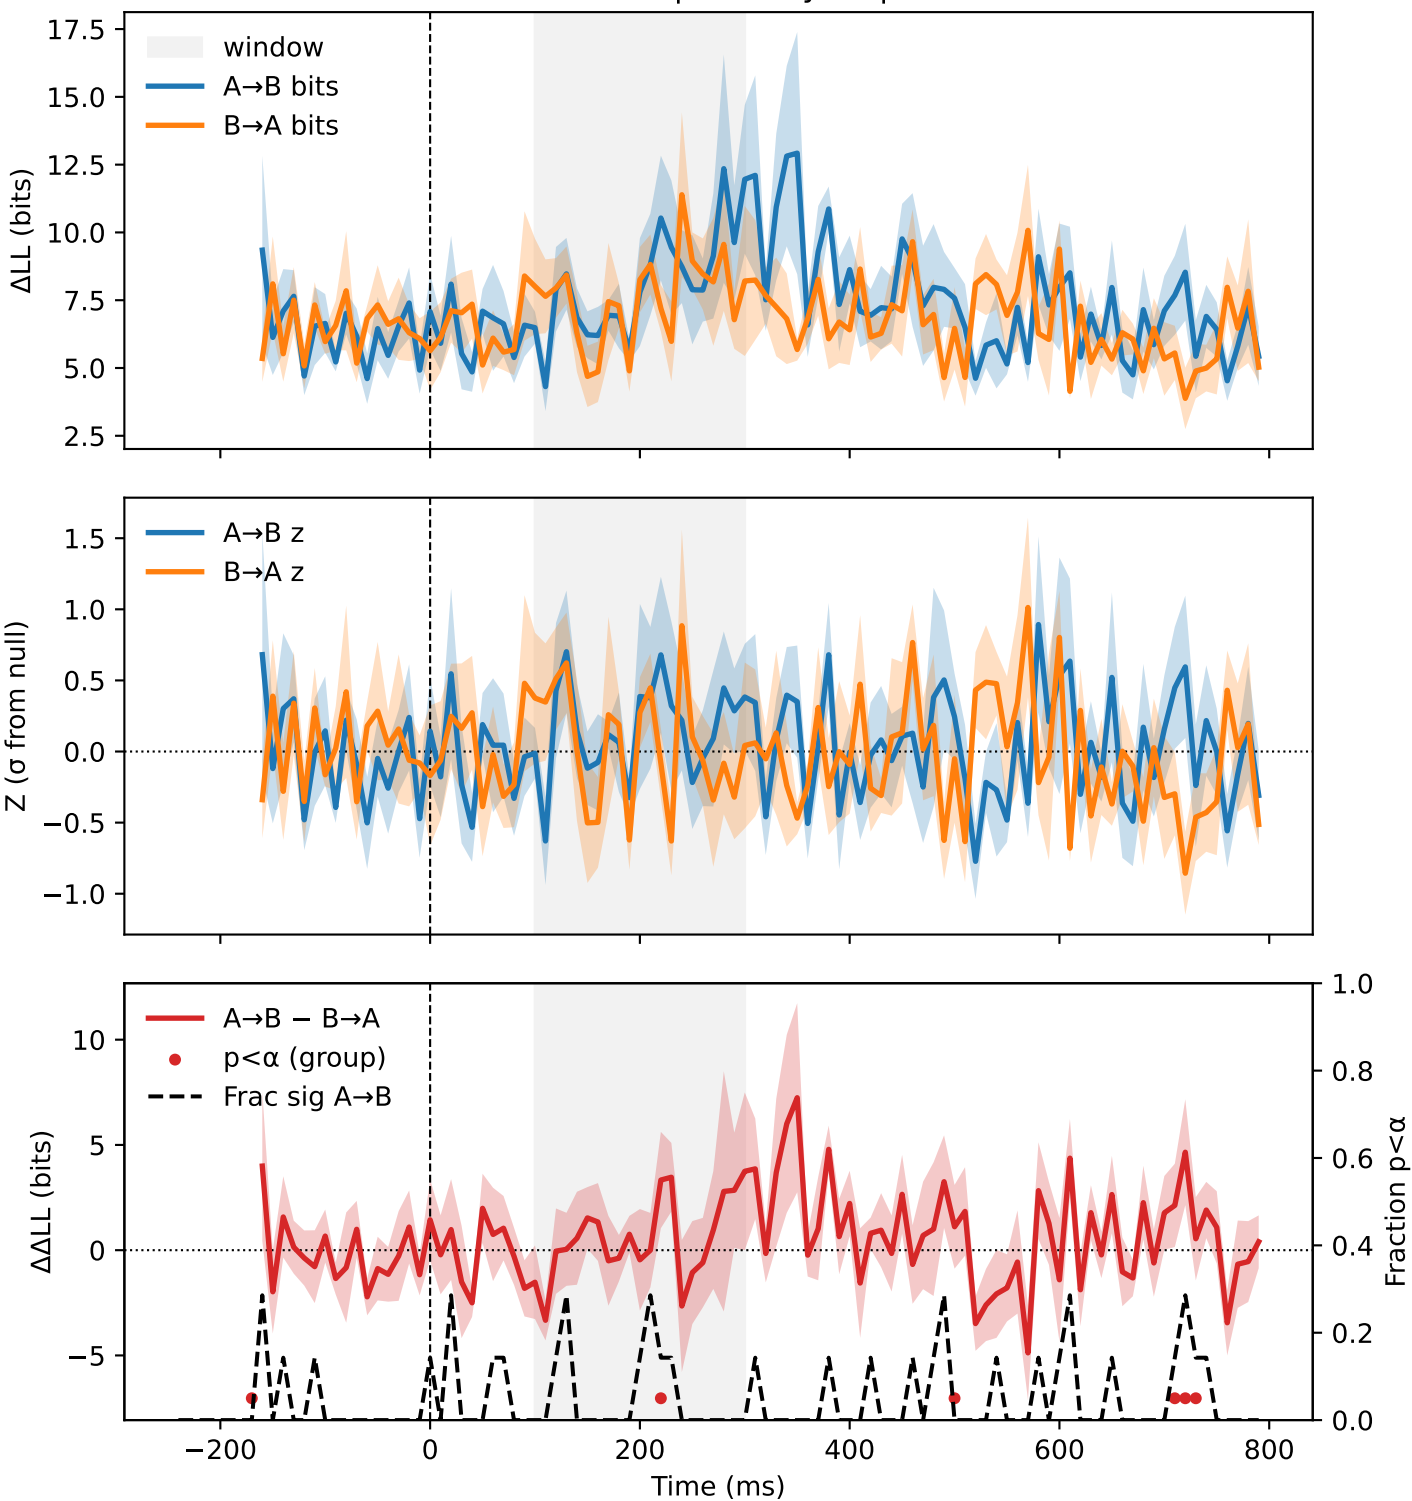 17.5
15.0
12.5
10.0
7.5
5.0
2.5
ΔLL (bits)
window
A→B bits
B→A bits
1.5
1.0
0.5
0.0
−0.5
−1.0
Z (σ from null)
A→B z
B→A z
10
5
0
−5
ΔΔLL (bits)
A→B − B→A
p<α (group)
Frac sig A→B
1.0
0.8
0.6
0.4
0.2
0.0
Fraction p<α
−200
0
200
400
600
800
Time (ms)